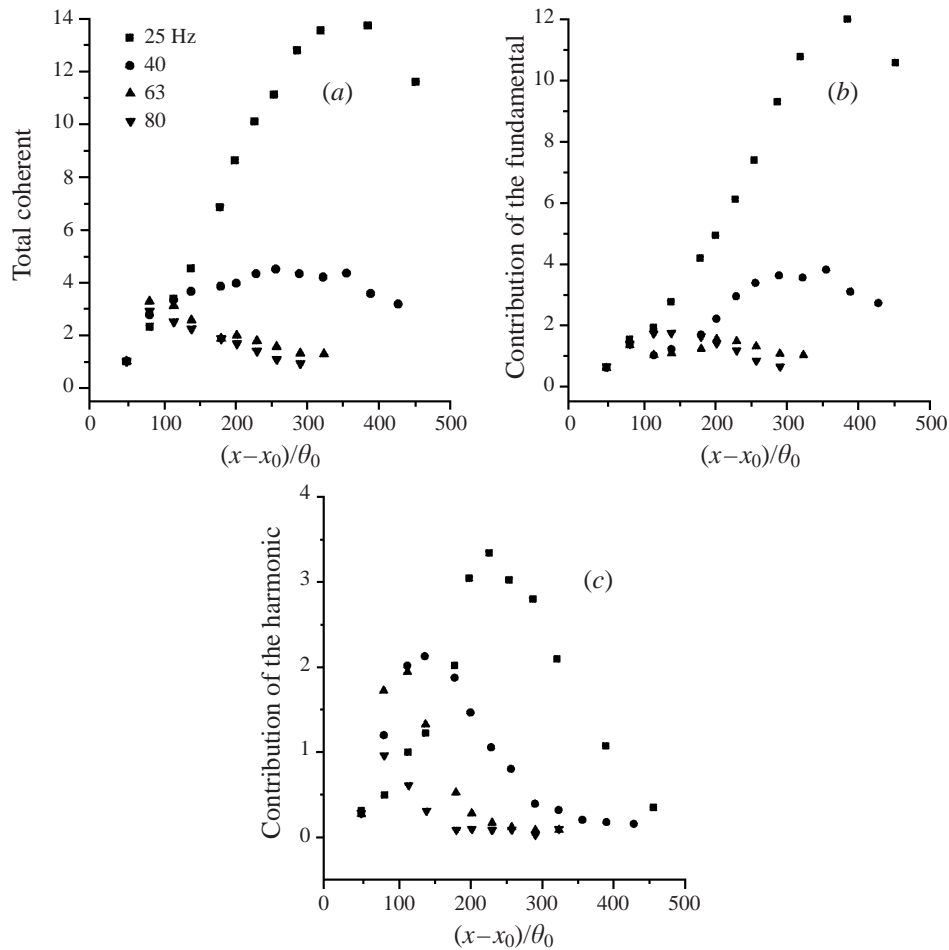 14
12
10
8
6
4
2
0
Total coherent
25 Hz
40
63
80
(a)
0 100 200 300 400 500
(x–x0)/θ0
12
10
8
6
4
2
0
Contribution of the fundamental
(b)
0 100 200 300 400 500
(x–x0)/θ0
4
3
2
1
0
Contribution of the harmonic
(c)
0 100 200 300 400 500
(x–x0)/θ0